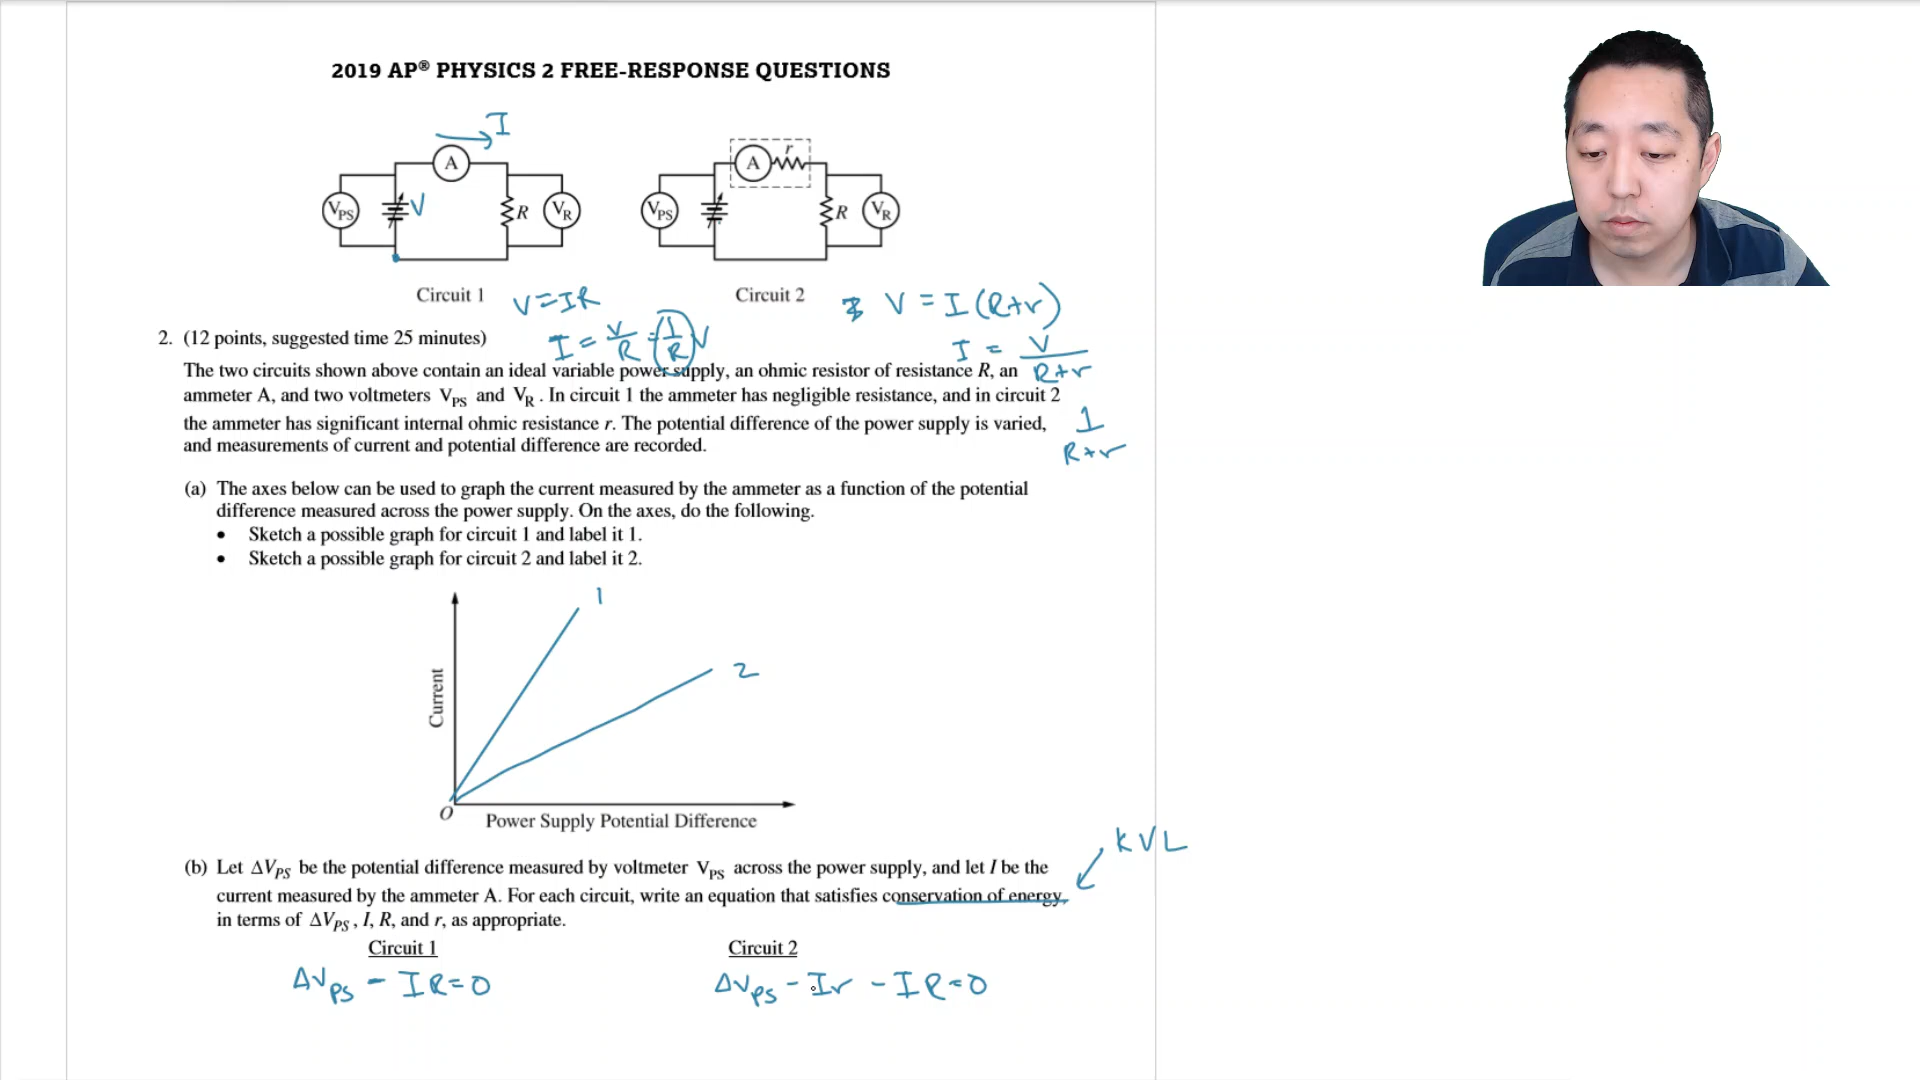 2019 AP® PHYSICS 2 FREE-RESPONSE QUESTIONS
I
A
A
r
VPS
V
R
VR
VPS
R
VR
Circuit 1
Circuit 2
V=IR
I = V/R = (1/R)V
V = I(R+r)
I = V/(R+r)
1/(R+r)
2. (12 points, suggested time 25 minutes)
The two circuits shown above contain an ideal variable power supply, an ohmic resistor of resistance R, an
ammeter A, and two voltmeters VPS and VR . In circuit 1 the ammeter has negligible resistance, and in circuit 2
the ammeter has significant internal ohmic resistance r. The potential difference of the power supply is varied,
and measurements of current and potential difference are recorded.
(a) The axes below can be used to graph the current measured by the ammeter as a function of the potential
difference measured across the power supply. On the axes, do the following.
• Sketch a possible graph for circuit 1 and label it 1.
• Sketch a possible graph for circuit 2 and label it 2.
1
2
Current
O
Power Supply Potential Difference
KVL
(b) Let ΔVPS be the potential difference measured by voltmeter VPS across the power supply, and let I be the
current measured by the ammeter A. For each circuit, write an equation that satisfies conservation of energy,
in terms of ΔVPS , I, R, and r, as appropriate.
Circuit 1
Circuit 2
ΔVPS - IR=0
ΔVPS - Ir - IR=0